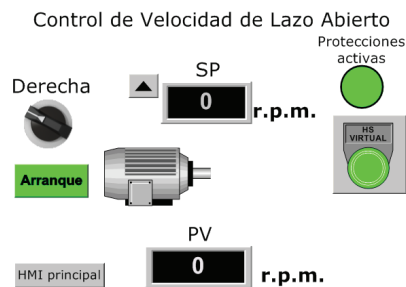 Control de Velocidad de Lazo Abierto
Protecciones
activas
SP
Derecha
0
r.p.m.
HS
VIRTUAL
Arranque
PV
0
r.p.m.
HMI principal